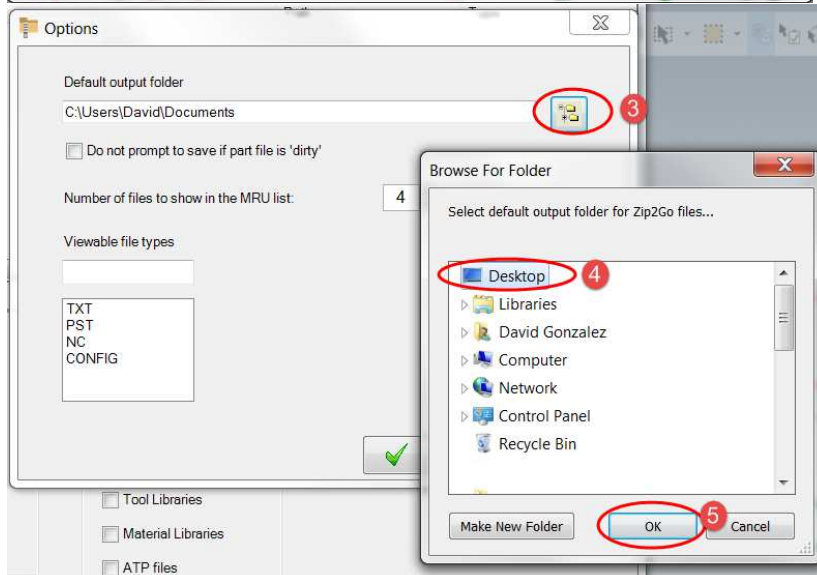 Options
Default output folder
C:\Users\David\Documents
3
Do not prompt to save if part file is 'dirty'
Number of files to show in the MRU list:
4
Viewable file types
TXT
PST
NC
CONFIG
Browse For Folder
Select default output folder for Zip2Go files...
Desktop
4
Libraries
David Gonzalez
Computer
Network
Control Panel
Recycle Bin
Make New Folder
OK
5
Cancel
Tool Libraries
Material Libraries
ATP files